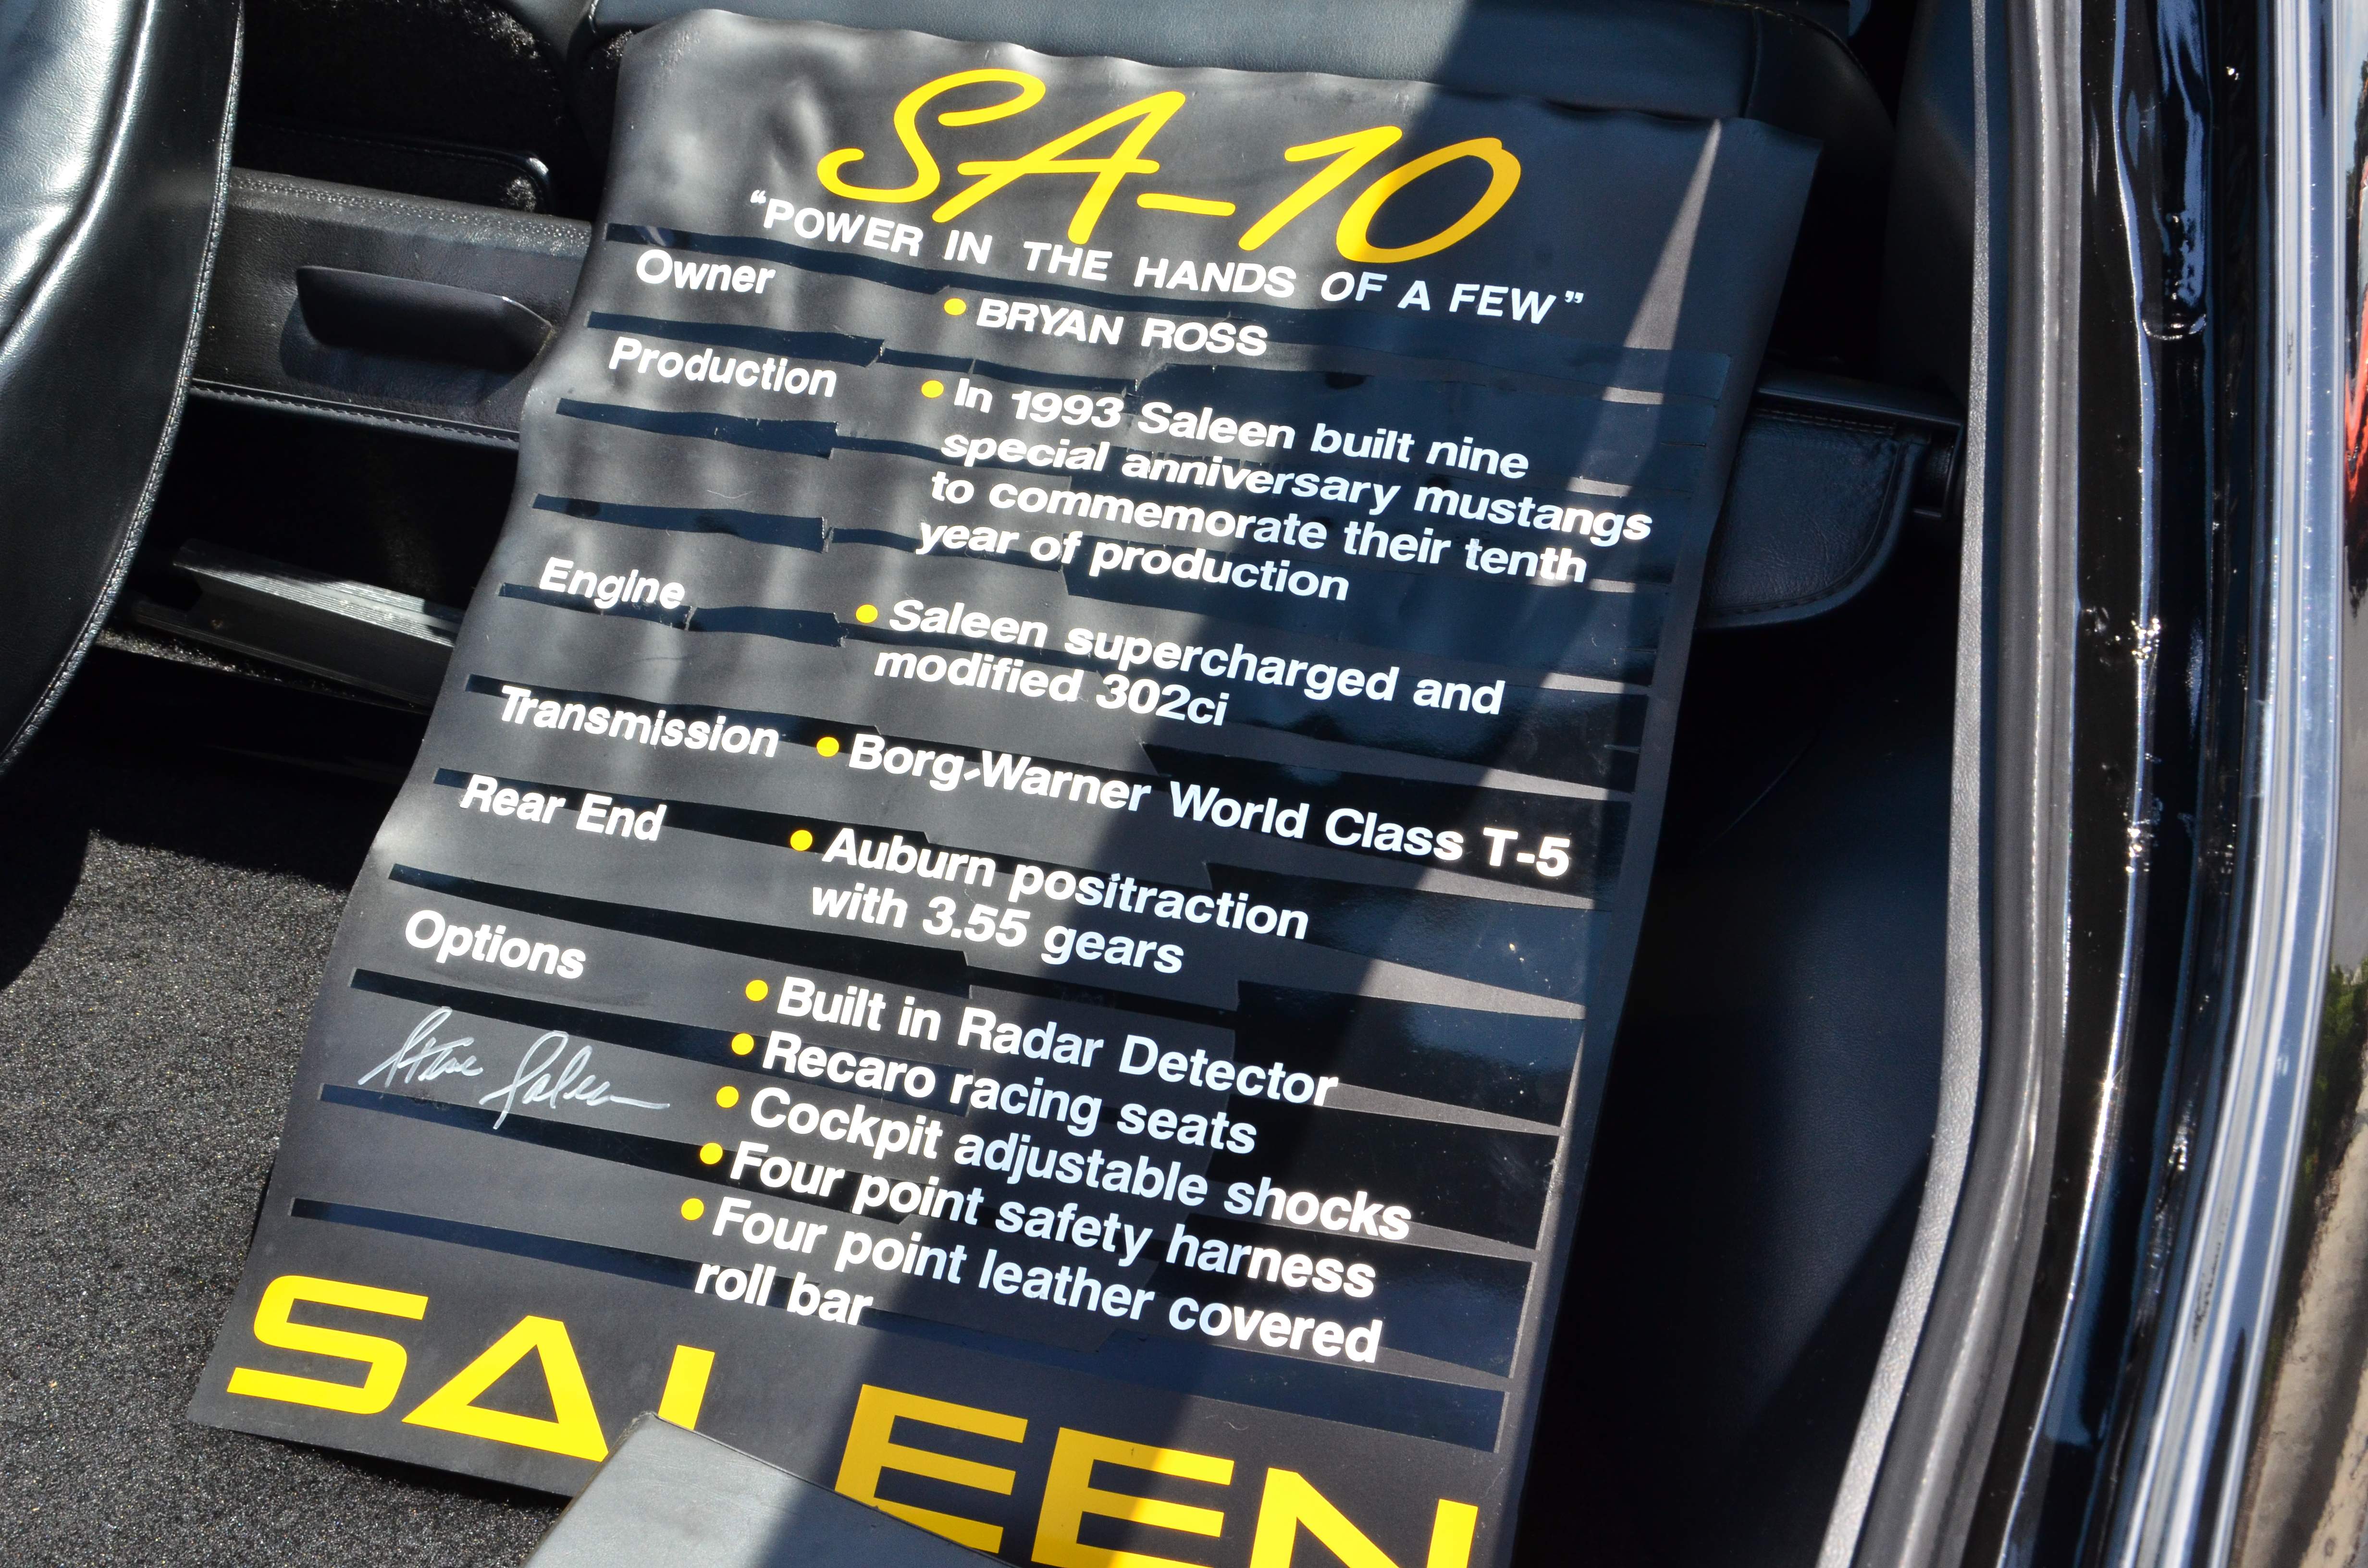 SA-10
“POWER IN THE HANDS OF A FEW”
Owner
• BRYAN ROSS
Production
• In 1993 Saleen built nine
special anniversary mustangs
to commemorate their tenth
year of production
Engine
• Saleen supercharged and
modified 302ci
Transmission • Borg-Warner World Class T-5
Rear End
• Auburn positraction
with 3.55 gears
Options
• Built in Radar Detector
• Recaro racing seats
• Cockpit adjustable shocks
• Four point safety harness
• Four point leather covered
roll bar
Steve Saleen
SALEEN